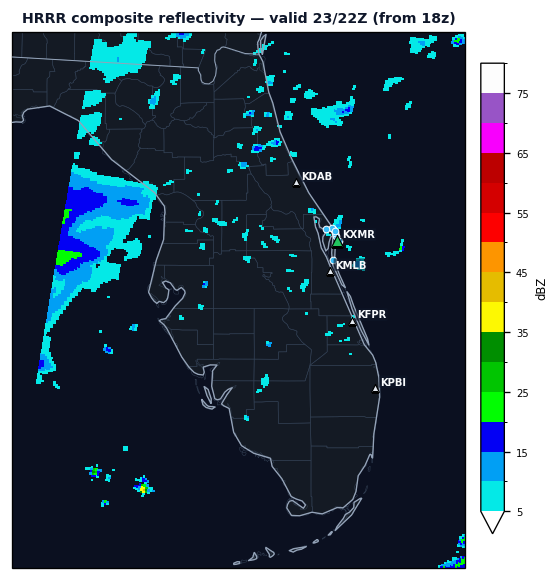 HRRR composite reflectivity — valid 23/22Z (from 18z)
KDAB
KXMR
KMLB
KFPR
KPBI
75
65
55
45
35
25
15
5
dBZ